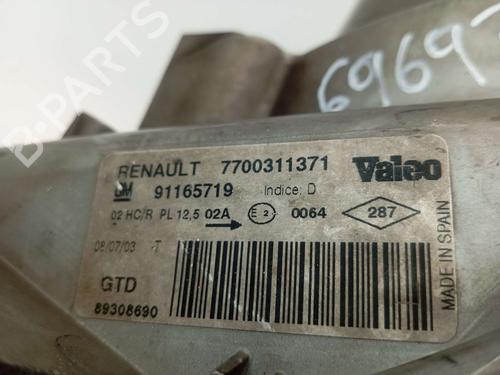 B-PARTS
6969
RENAULT 7700311371 Valeo
GM 91165719 Indice: D
02 HC/R PL 12,5 02A E2 0064 287
08/07/03 T
GTD
89308690
MADE IN SPAIN